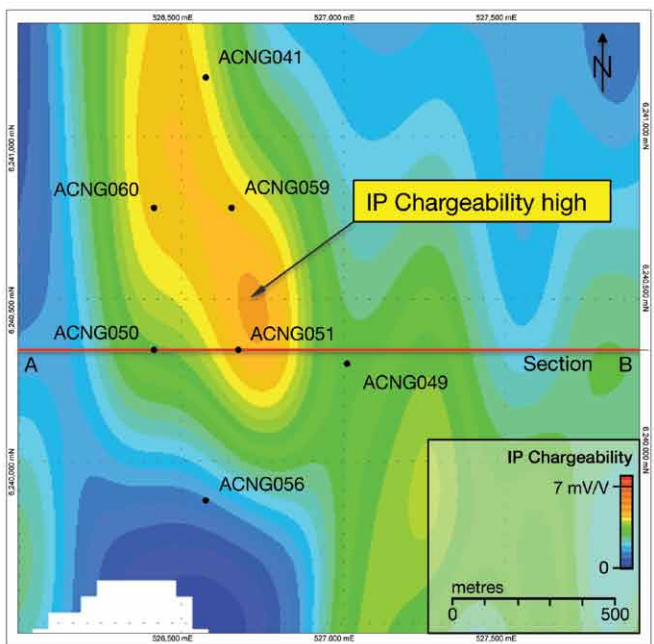 526,500 mE
527,000 mE
527,500 mE
N
ACNG041
6,241,000 mN
6,241,000 mN
ACNG060
ACNG059
IP Chargeability high
6,240,500 mN
6,240,500 mN
ACNG050
ACNG051
A
Section B
ACNG049
6,240,000 mN
6,240,000 mN
ACNG056
IP Chargeability
7 mV/V
0
metres
0
500
526,500 mE
527,000 mE
527,500 mE